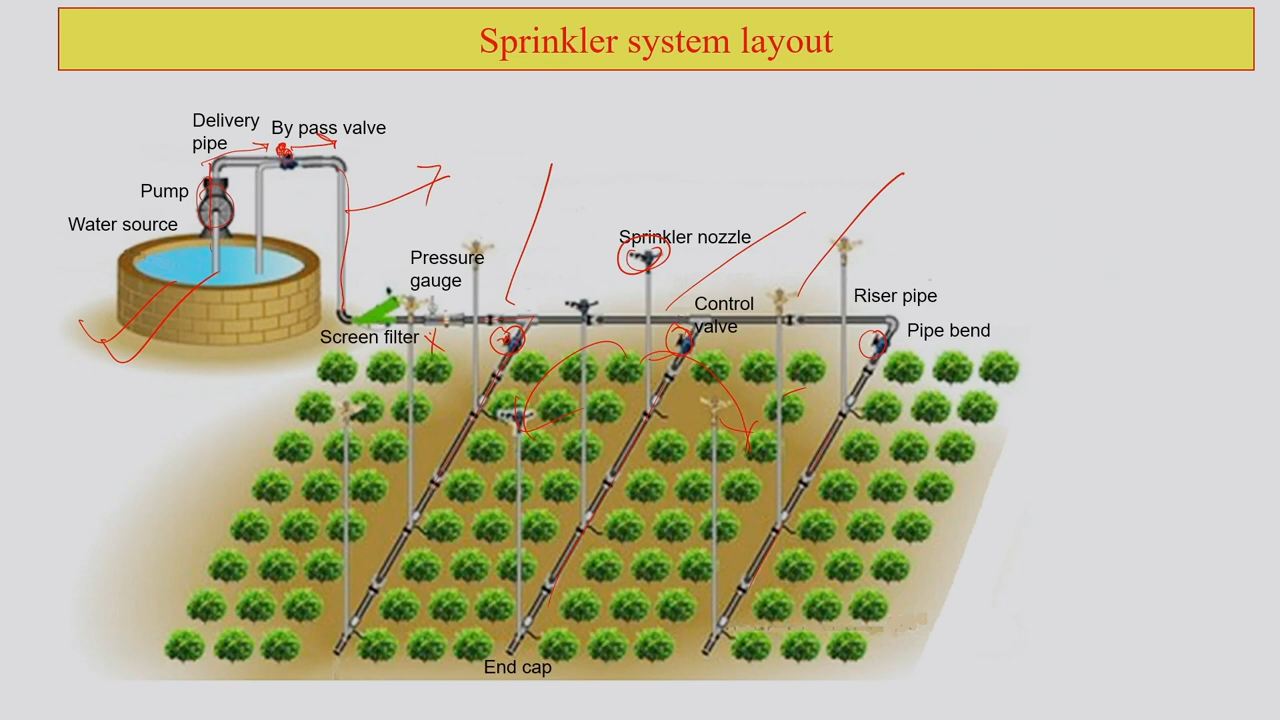 Sprinkler system layout
Delivery
pipe
By pass valve
Pump
Water source
Pressure
gauge
Sprinkler nozzle
Control
valve
Riser pipe
Pipe bend
Screen filter
End cap